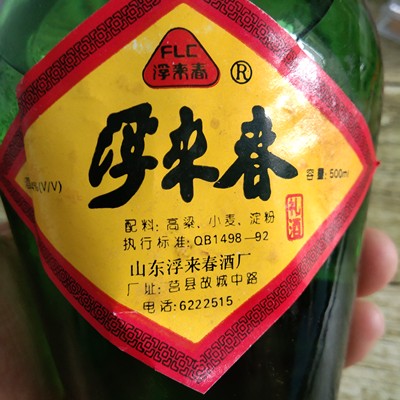 FLC
浮来春
®
浮来春
%(V/V)
容量:500ml
礼酒
配料:高粱、小麦、淀粉
执行标准:QB1498-92
山东浮来春酒厂
厂址:莒县故城中路
电话:6222515